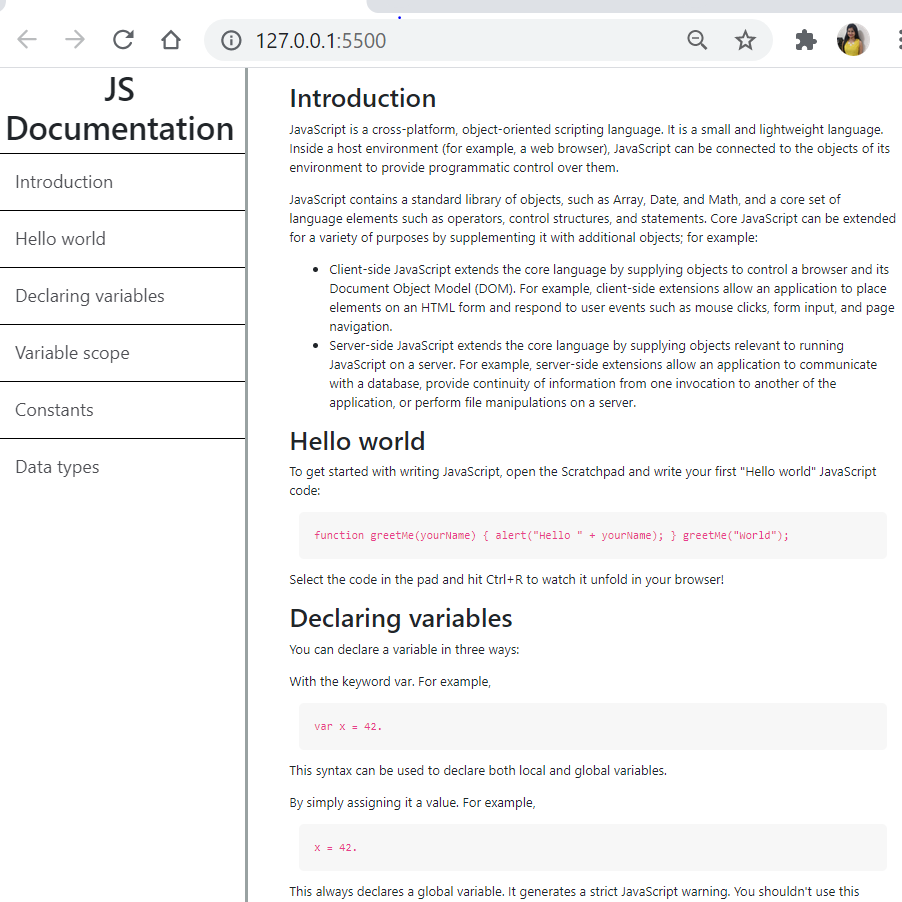 127.0.0.1:5500
JS
Documentation
Introduction
Hello world
Declaring variables
Variable scope
Constants
Data types
Introduction
JavaScript is a cross-platform, object-oriented scripting language. It is a small and lightweight language.
Inside a host environment (for example, a web browser), JavaScript can be connected to the objects of its
environment to provide programmatic control over them.
JavaScript contains a standard library of objects, such as Array, Date, and Math, and a core set of
language elements such as operators, control structures, and statements. Core JavaScript can be extended
for a variety of purposes by supplementing it with additional objects; for example:
• Client-side JavaScript extends the core language by supplying objects to control a browser and its
Document Object Model (DOM). For example, client-side extensions allow an application to place
elements on an HTML form and respond to user events such as mouse clicks, form input, and page
navigation.
• Server-side JavaScript extends the core language by supplying objects relevant to running
JavaScript on a server. For example, server-side extensions allow an application to communicate
with a database, provide continuity of information from one invocation to another of the
application, or perform file manipulations on a server.
Hello world
To get started with writing JavaScript, open the Scratchpad and write your first "Hello world" JavaScript
code:
function greetMe(yourName) { alert("Hello " + yourName); } greetMe("World");
Select the code in the pad and hit Ctrl+R to watch it unfold in your browser!
Declaring variables
You can declare a variable in three ways:
With the keyword var. For example,
var x = 42.
This syntax can be used to declare both local and global variables.
By simply assigning it a value. For example,
x = 42.
This always declares a global variable. It generates a strict JavaScript warning. You shouldn't use this